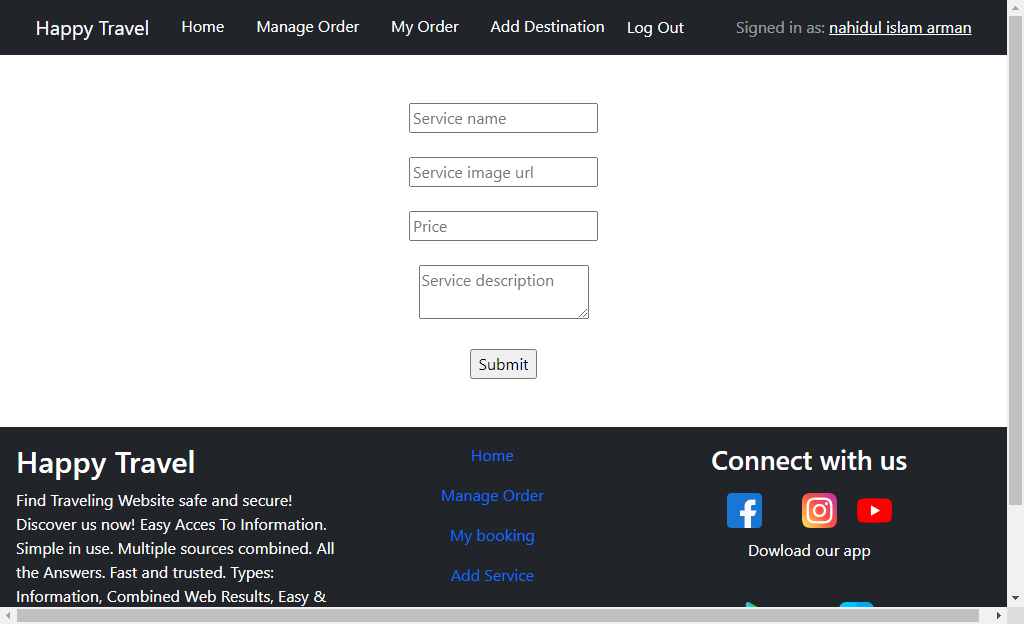 Happy Travel Home Manage Order My Order Add Destination Log Out Signed in as: nahidul islam arman
Service name
Service image url
Price
Service description
Submit
Happy Travel
Find Traveling Website safe and secure!
Discover us now! Easy Acces To Information.
Simple in use. Multiple sources combined. All
the Answers. Fast and trusted. Types:
Information, Combined Web Results, Easy &
Home
Manage Order
My booking
Add Service
Connect with us
Dowload our app